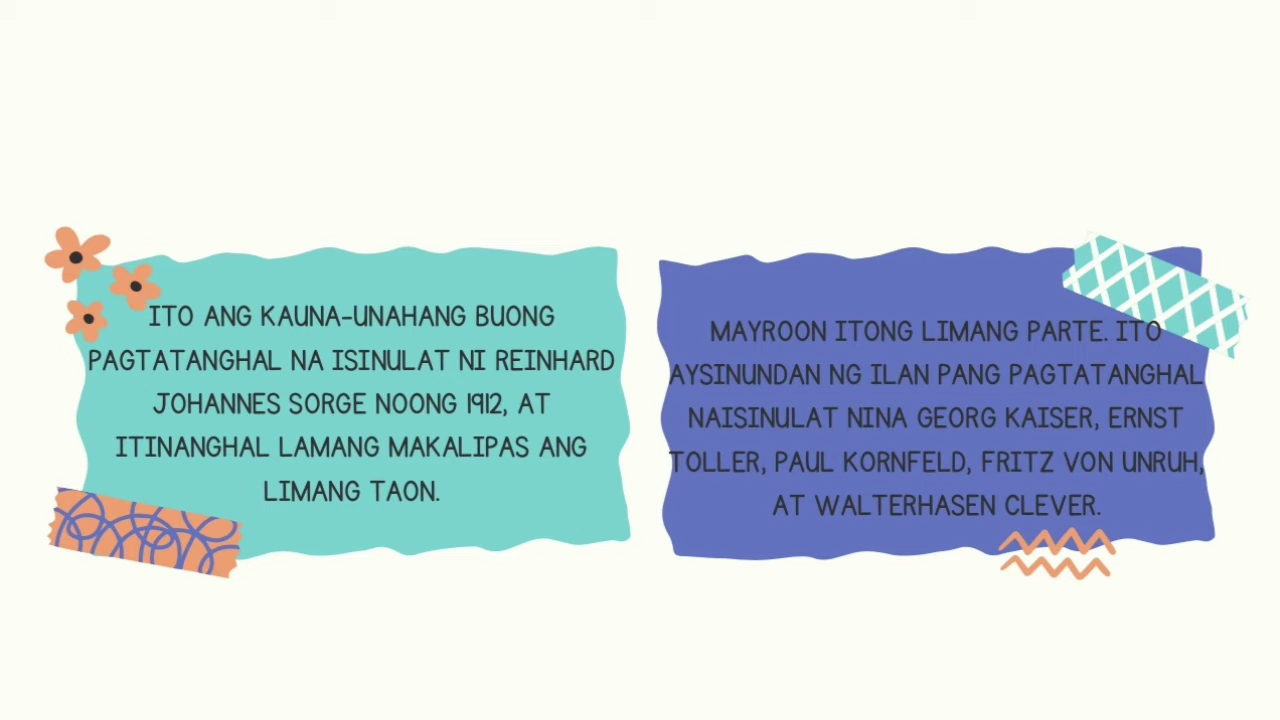 ITO ANG KAUNA-UNAHANG BUONG
PAGTATANGHAL NA ISINULAT NI REINHARD
JOHANNES SORGE NOONG 1912, AT
ITINANGHAL LAMANG MAKALIPAS ANG
LIMANG TAON.
MAYROON ITONG LIMANG PARTE. ITO
AYSINUNDAN NG ILAN PANG PAGTATANGHAL
NAISINULAT NINA GEORG KAISER, ERNST
TOLLER, PAUL KORNFELD, FRITZ VON UNRUH,
AT WALTERHASEN CLEVER.